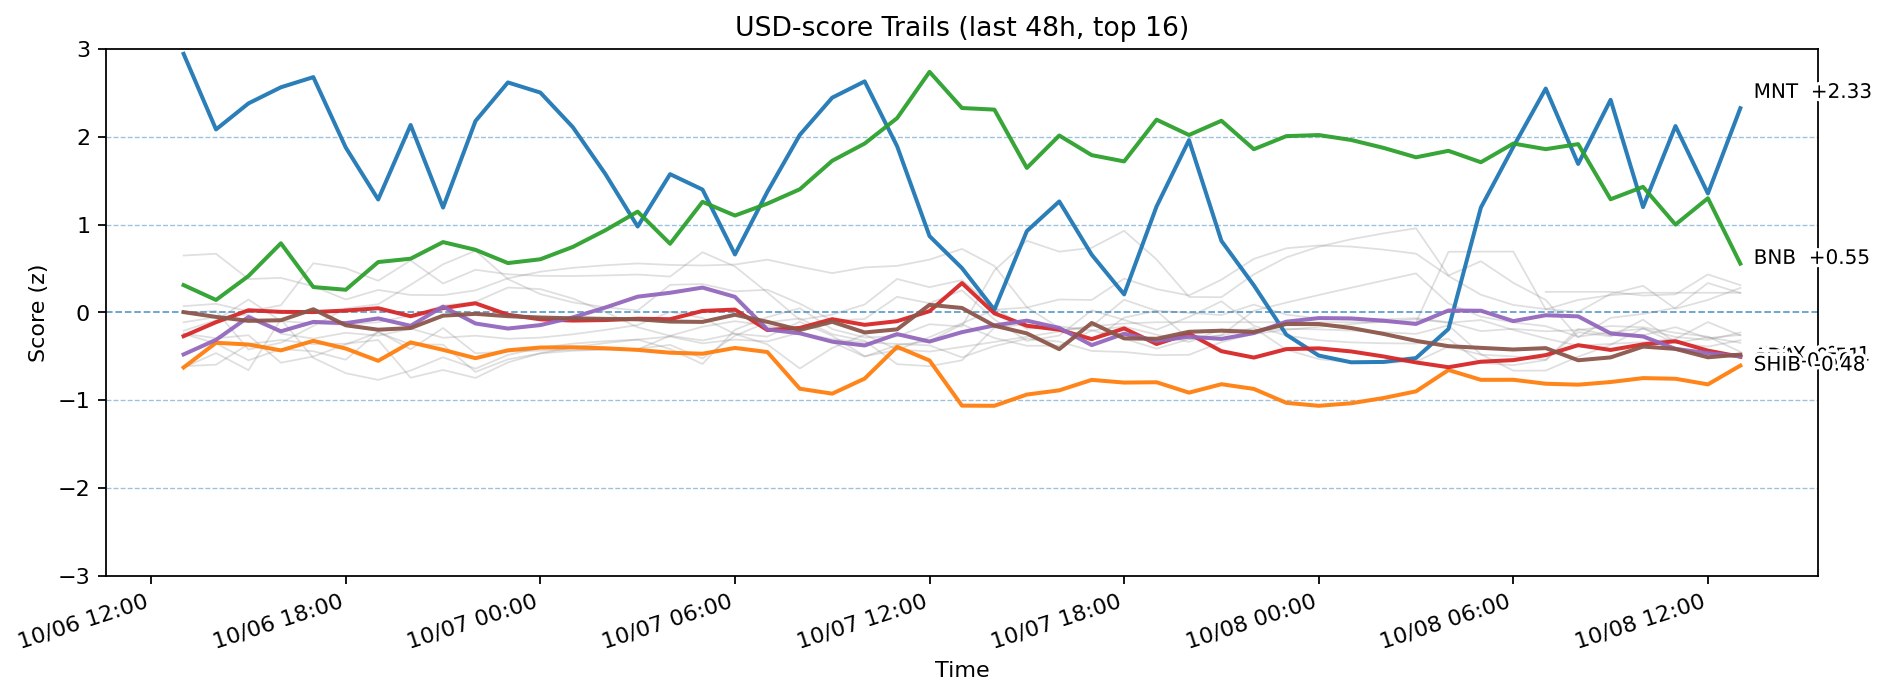 USD-score Trails (last 48h, top 16)
Score (z)
3
2
1
0
−1
−2
−3
MNT +2.33
BNB +0.55
SHIB -0.48
10/06 12:00
10/06 18:00
10/07 00:00
10/07 06:00
10/07 12:00
10/07 18:00
10/08 00:00
10/08 06:00
10/08 12:00
Time